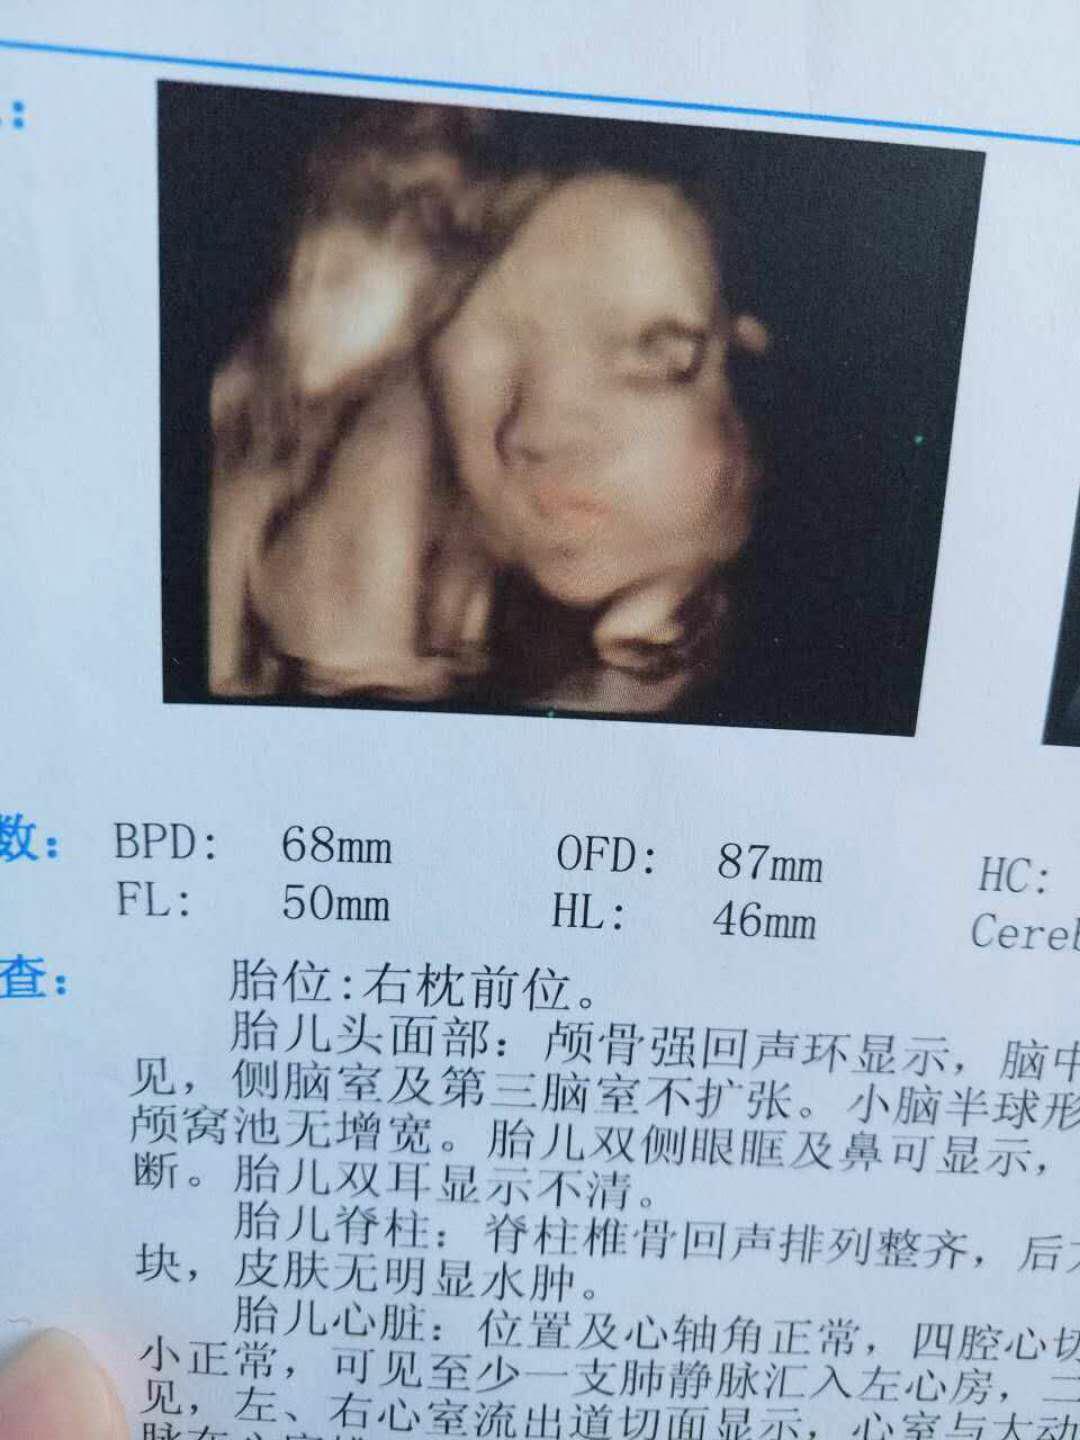 数： BPD: 68mm OFD: 87mm HC:
FL: 50mm HL: 46mm Cereb
查： 胎位:右枕前位。
胎儿头面部：颅骨强回声环显示，脑中
见，侧脑室及第三脑室不扩张。小脑半球形
颅窝池无增宽。胎儿双侧眼眶及鼻可显示，
断。胎儿双耳显示不清。
胎儿脊柱：脊柱椎骨回声排列整齐，后方
块，皮肤无明显水肿。
胎儿心脏：位置及心轴角正常，四腔心切
小正常，可见至少一支肺静脉汇入左心房，二
见，左、右心室流出道切面显示，心室与大动
脉